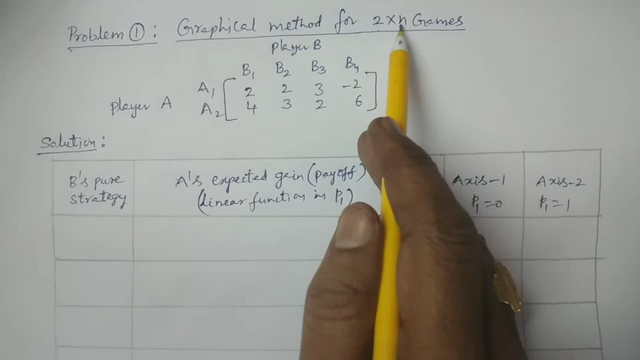 Problem ①: Graphical method for 2×n Games
Player B
B₁ B₂ B₃ B₄
A₁ 2 2 3 -2
Player A A₂ 4 3 2 6
Solution:
B's pure strategy
A's expected gain (payoff) (linear function in P₁)
Axis-1 P₁=0
Axis-2 P₁=1